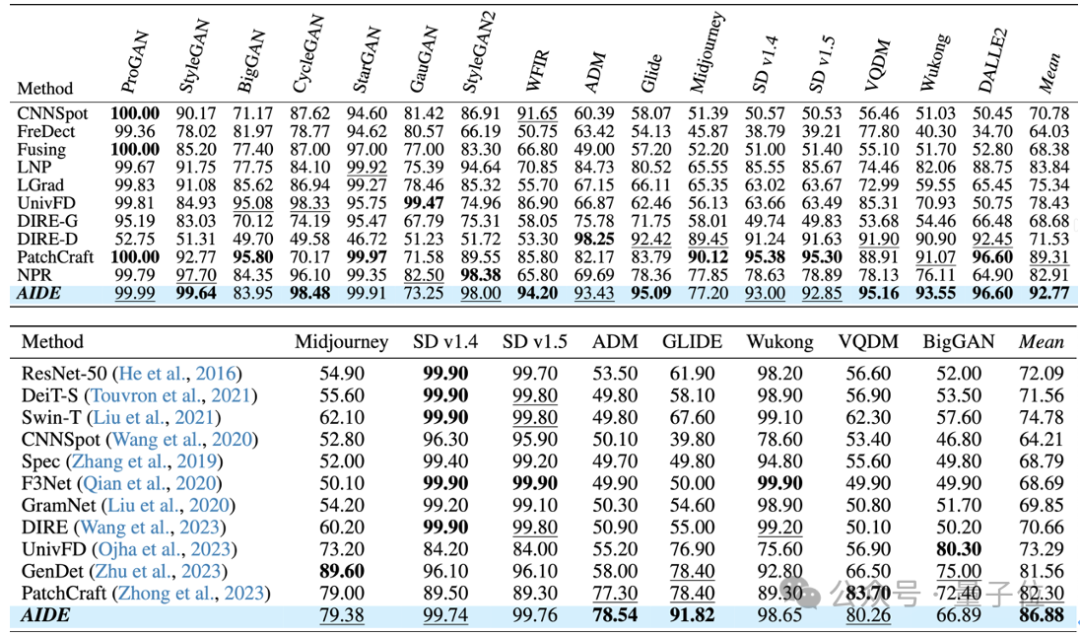 Method ProGAN StyleGAN BigGAN CycleGAN StarGAN GauGAN StyleGAN2 WFIR ADM Glide Midjourney SD v1.4 SD v1.5 VQDM Wukong DALLE2 Mean
CNNSpot 100.00 90.17 71.17 87.62 94.60 81.42 86.91 91.65 60.39 58.07 51.39 50.57 50.53 56.46 51.03 50.45 70.78
FreDect 99.36 78.02 81.97 78.77 94.62 80.57 66.19 50.75 63.42 54.13 45.87 38.79 39.21 77.80 40.30 34.70 64.03
Fusing 100.00 85.20 77.40 87.00 97.00 77.00 83.30 66.80 49.00 57.20 52.20 51.00 51.40 55.10 51.70 52.80 68.38
LNP 99.67 91.75 77.75 84.10 99.92 75.39 94.64 70.85 84.73 80.52 65.55 85.55 85.67 74.46 82.06 88.75 83.84
LGrad 99.83 91.08 85.62 86.94 99.27 78.46 85.32 55.70 67.15 66.11 65.35 63.02 63.67 72.99 59.55 65.45 75.34
UnivFD 99.81 84.93 95.08 98.33 95.75 99.47 74.96 86.90 66.87 62.46 56.13 63.66 63.49 85.31 70.93 50.75 78.43
DIRE-G 95.19 83.03 70.12 74.19 95.47 67.79 75.31 58.05 75.78 71.75 58.01 49.74 49.83 53.68 54.46 66.48 68.68
DIRE-D 52.75 51.31 49.70 49.58 46.72 51.23 51.72 53.30 98.25 92.42 89.45 91.24 91.63 91.90 90.90 92.45 71.53
PatchCraft 100.00 92.77 95.80 70.17 99.97 71.58 89.55 85.80 82.17 83.79 90.12 95.38 95.30 88.91 91.07 96.60 89.31
NPR 99.79 97.70 84.35 96.10 99.35 82.50 98.38 65.80 69.69 78.36 77.85 78.63 78.89 78.13 76.11 64.90 82.91
AIDE 99.99 99.64 83.95 98.48 99.91 73.25 98.00 94.20 93.43 95.09 77.20 93.00 92.85 95.16 93.55 96.60 92.77
Method Midjourney SD v1.4 SD v1.5 ADM GLIDE Wukong VQDM BigGAN Mean
ResNet-50 (He et al., 2016) 54.90 99.90 99.70 53.50 61.90 98.20 56.60 52.00 72.09
DeiT-S (Touvron et al., 2021) 55.60 99.90 99.80 49.80 58.10 98.90 56.90 53.50 71.56
Swin-T (Liu et al., 2021) 62.10 99.90 99.80 49.80 67.60 99.10 62.30 57.60 74.78
CNNSpot (Wang et al., 2020) 52.80 96.30 95.90 50.10 39.80 78.60 53.40 46.80 64.21
Spec (Zhang et al., 2019) 52.00 99.40 99.20 49.70 49.80 94.80 55.60 49.80 68.79
F3Net (Qian et al., 2020) 50.10 99.90 99.90 49.90 50.00 99.90 49.90 49.90 68.69
GramNet (Liu et al., 2020) 54.20 99.20 99.10 50.30 54.60 98.90 50.80 51.70 69.85
DIRE (Wang et al., 2023) 60.20 99.90 99.80 50.90 55.00 99.20 50.10 50.20 70.66
UnivFD (Ojha et al., 2023) 73.20 84.20 84.00 55.20 76.90 75.60 56.90 80.30 73.29
GenDet (Zhu et al., 2023) 89.60 96.10 96.10 58.00 78.40 92.80 66.50 75.00 81.56
PatchCraft (Zhong et al., 2023) 79.00 89.50 89.30 77.30 78.40 89.30 83.70 72.40 82.30
公众号 · 量子位
AIDE 79.38 99.74 99.76 78.54 91.82 98.65 80.26 66.89 86.88